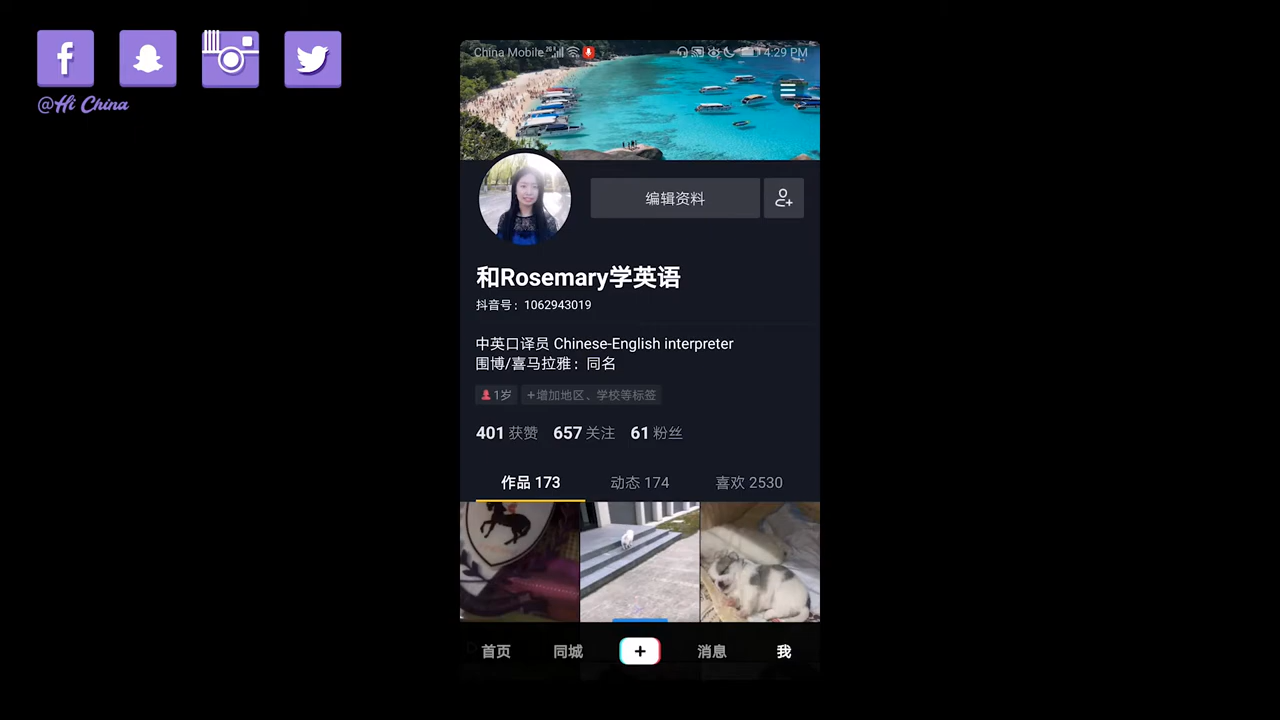 @Hi China
China Mobile 4:29 PM
编辑资料
和Rosemary学英语
抖音号：1062943019
中英口译员 Chinese-English interpreter
围博/喜马拉雅：同名
1岁 +增加地区、学校等标签
401 获赞 657 关注 61 粉丝
作品 173 动态 174 喜欢 2530
首页 同城 + 消息 我